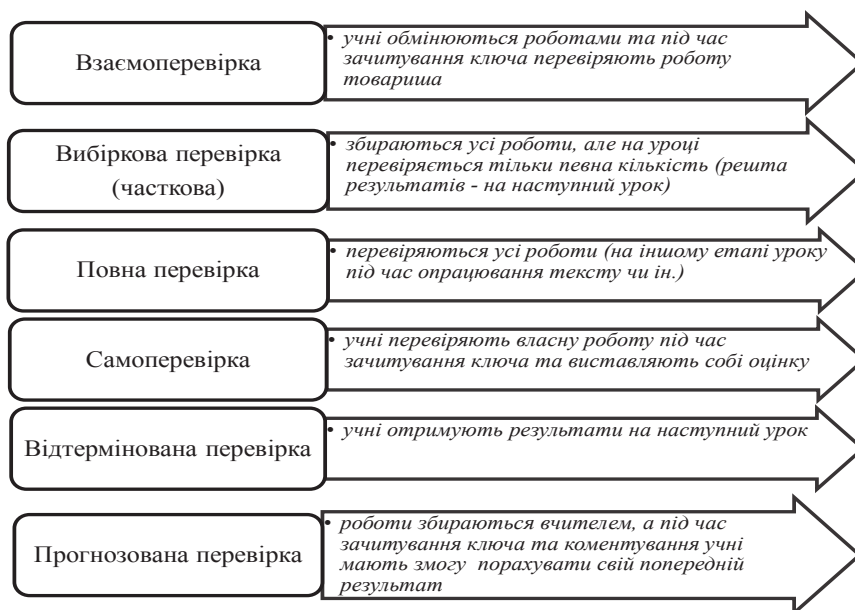 Взаємоперевірка
• учні обмінюються роботами та під час
зачитування ключа перевіряють роботу
товариша
Вибіркова перевірка
(часткова)
• збираються усі роботи, але на уроці
перевіряється тільки певна кількість (решта
результатів - на наступний урок)
Повна перевірка
• перевіряються усі роботи (на іншому етапі уроку
під час опрацювання тексту чи ін.)
Самоперевірка
• учні перевіряють власну роботу під час
зачитування ключа та виставляють собі оцінку
Відтермінована перевірка
• учні отримують результати на наступний урок
Прогнозована перевірка
• роботи збираються вчителем, а під час
зачитування ключа та коментування учні
мають змогу порахувати свій попередній
результат